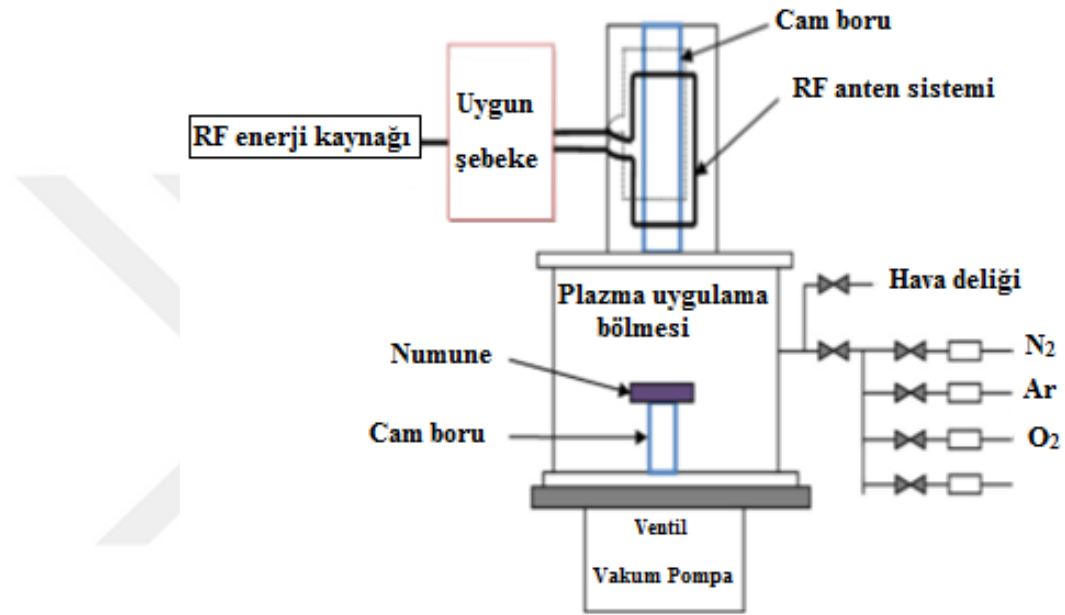 Cam boru
RF anten sistemi
Uygun
şebeke
RF enerji kaynağı
Hava deliği
Plazma uygulama
bölmesi
N2
Numune
Ar
Cam boru
O2
Ventil
Vakum Pompa